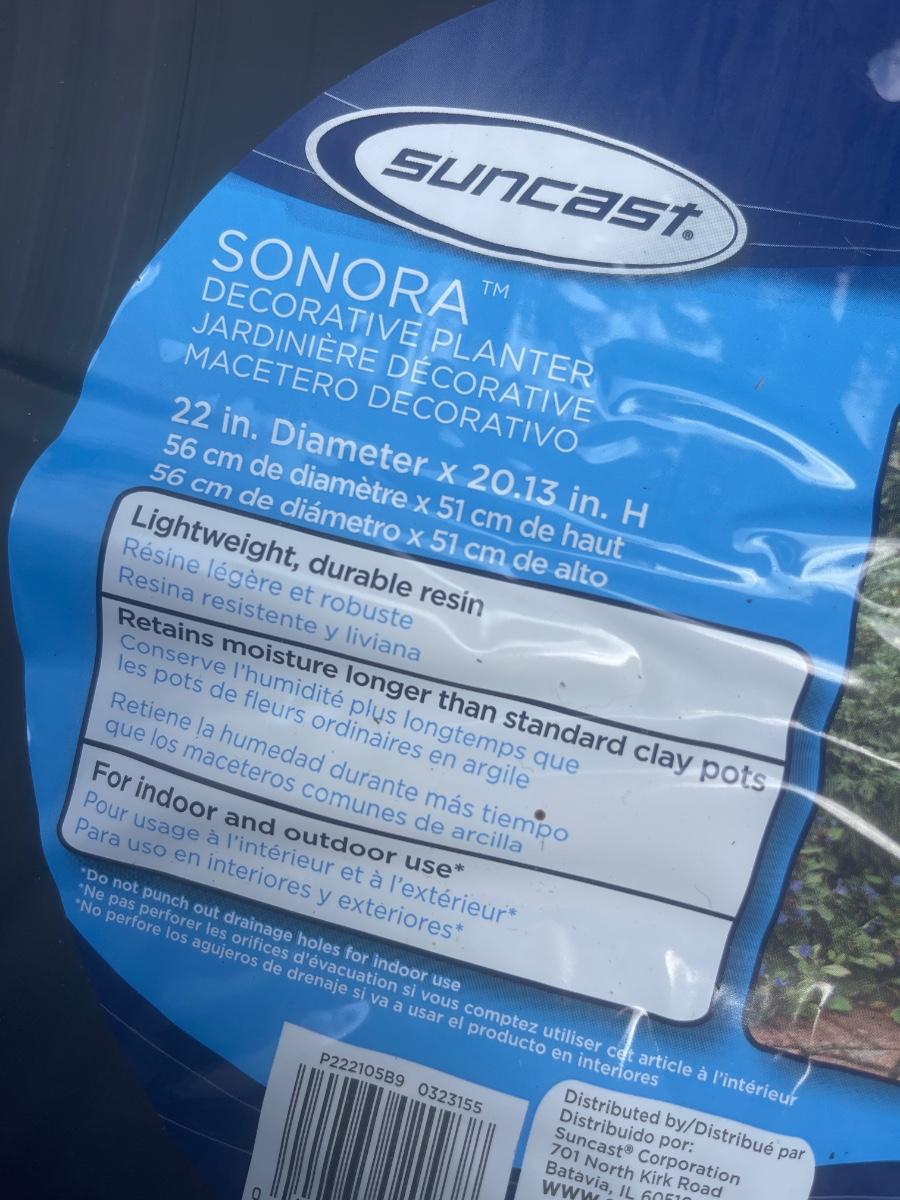 suncast®
SONORA™
DECORATIVE PLANTER
JARDINIÈRE DÉCORATIVE
MACETERO DECORATIVO
22 in. Diameter x 20.13 in. H
56 cm de diamètre x 51 cm de haut
56 cm de diámetro x 51 cm de alto
Lightweight, durable resin
Résine légère et robuste
Resina resistente y liviana
Retains moisture longer than standard clay pots
Conserve l'humidité plus longtemps que
les pots de fleurs ordinaires en argile
Retiene la humedad durante más tiempo
que los maceteros comunes de arcilla
For indoor and outdoor use*
Pour usage à l'intérieur et à l'extérieur*
Para uso en interiores y exteriores*
*Do not punch out drainage holes for indoor use
*Ne pas perforer les orifices d'évacuation si vous comptez utiliser cet article à l'intérieur
*No perfore los agujeros de drenaje si va a usar el producto en interiores
P222105B9 0323155
0
Distributed by/Distribué par
Distribuido por:
Suncast® Corporation
701 North Kirk Road
Batavia, IL
www.